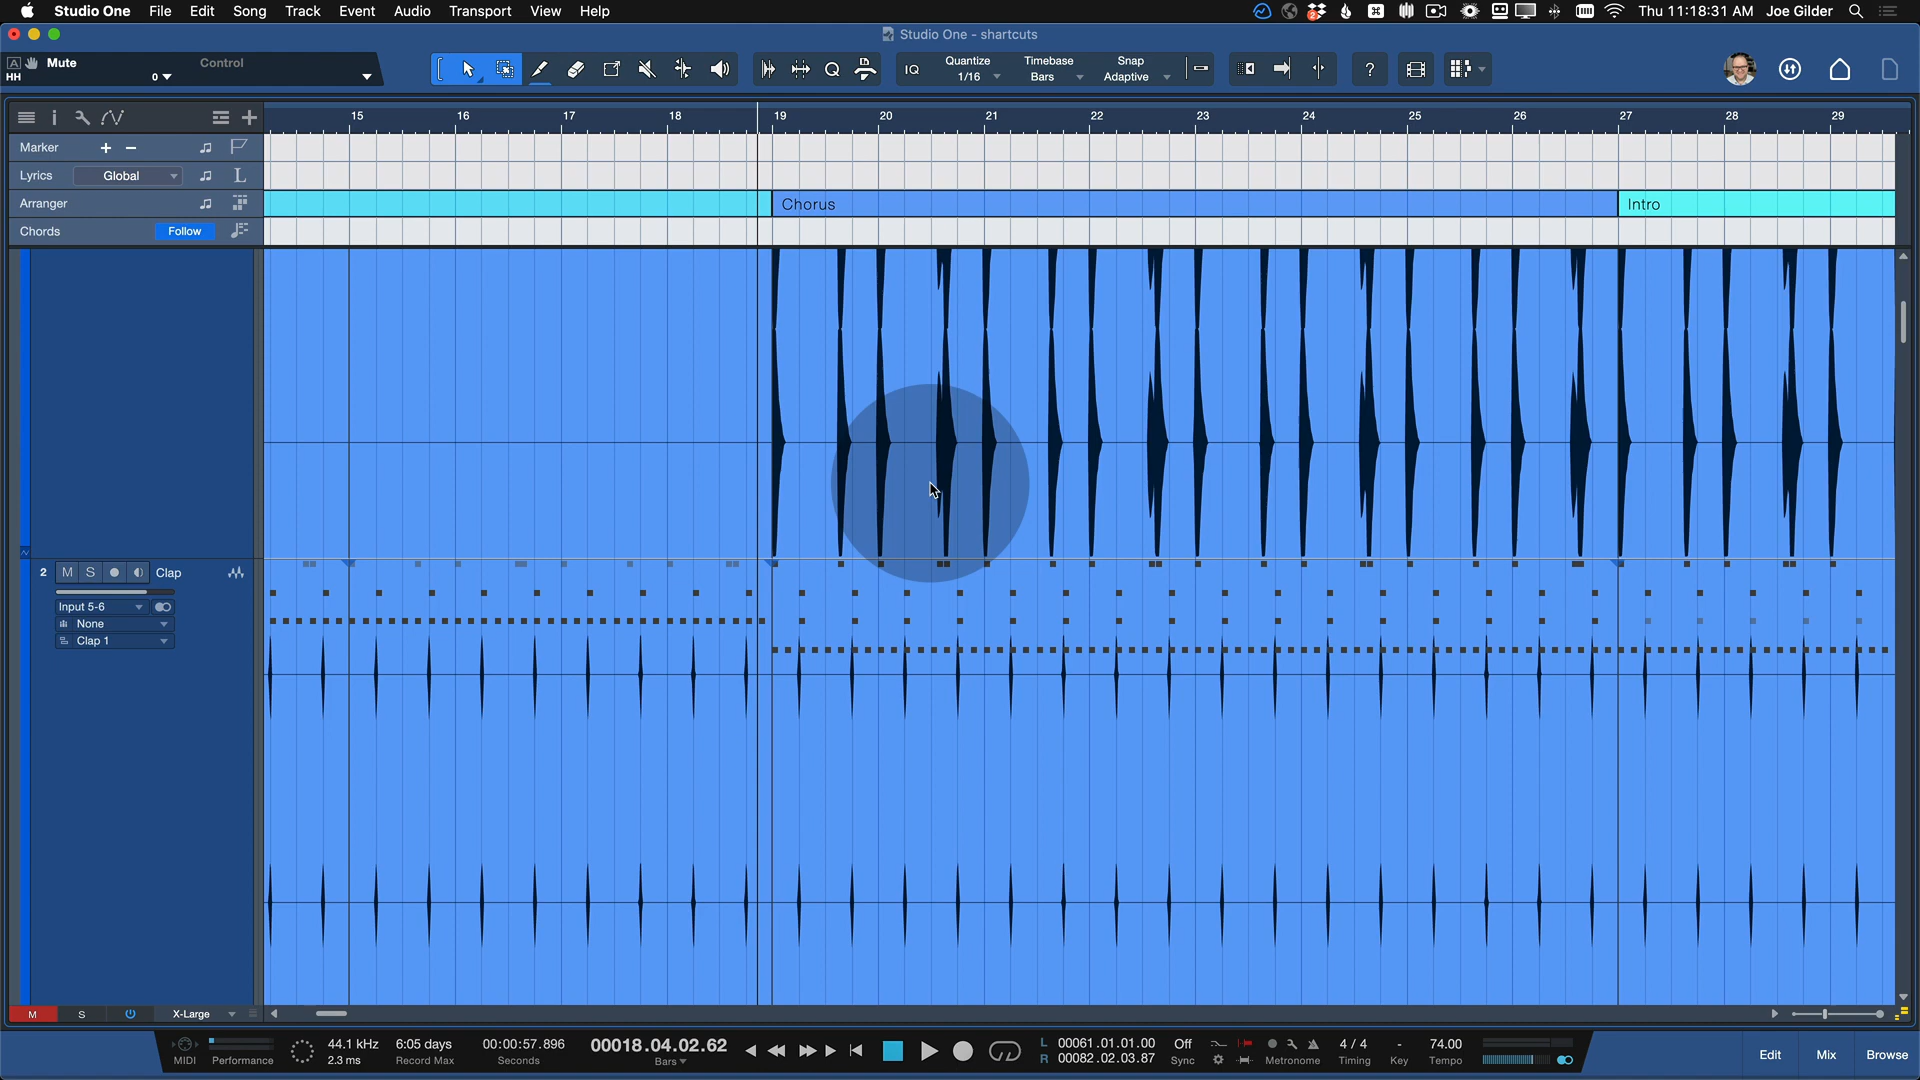 Studio One File Edit Song Track Event Audio Transport View Help
2
Thu 11:18:31 AM Joe Gilder
Studio One - shartcuts
A Mute Control
HH 0
IQ Quantize Timebase Snap
1/16 Bars Adaptive
?
15 16 17 18 19 20 21 22 23 24 25 26 27 28 29
Marker
Lyrics Global L
Arranger Chorus Intro
Chords Follow
2 M S Clap
Input 5-6
None
Clap 1
M S X-Large
44.1 kHz 6:05 days 00:00:57.896 00018.04.02.62 L 00061.01.01.00 Off 4 / 4 - 74.00
MIDI Performance 2.3 ms Record Max Seconds Bars R 00082.02.03.87 Sync Metronome Timing Key Tempo
Edit Mix Browse